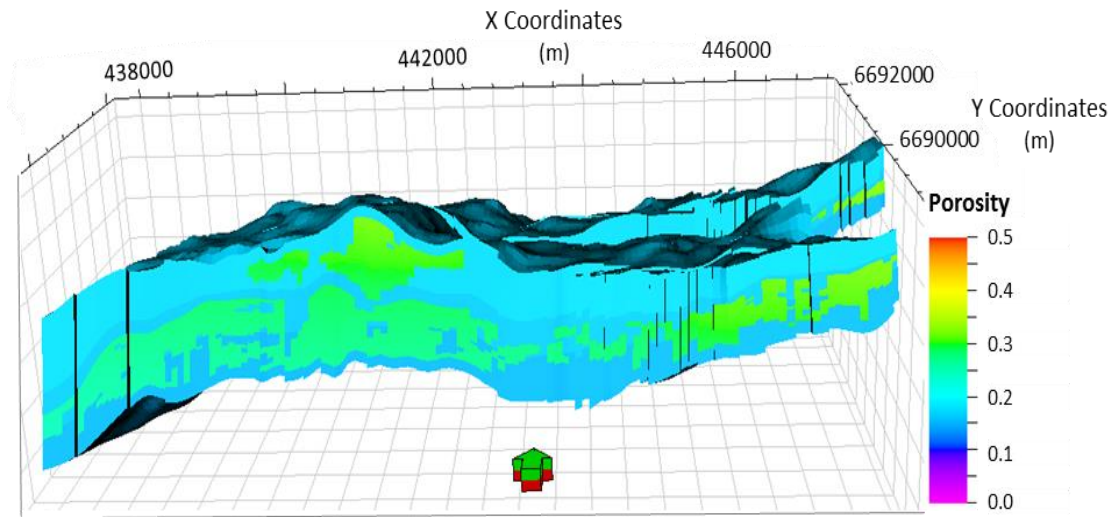 X Coordinates
(m)
438000
442000
446000
6692000
Y Coordinates
(m)
6690000
Porosity
0.5
0.4
0.3
0.2
0.1
0.0